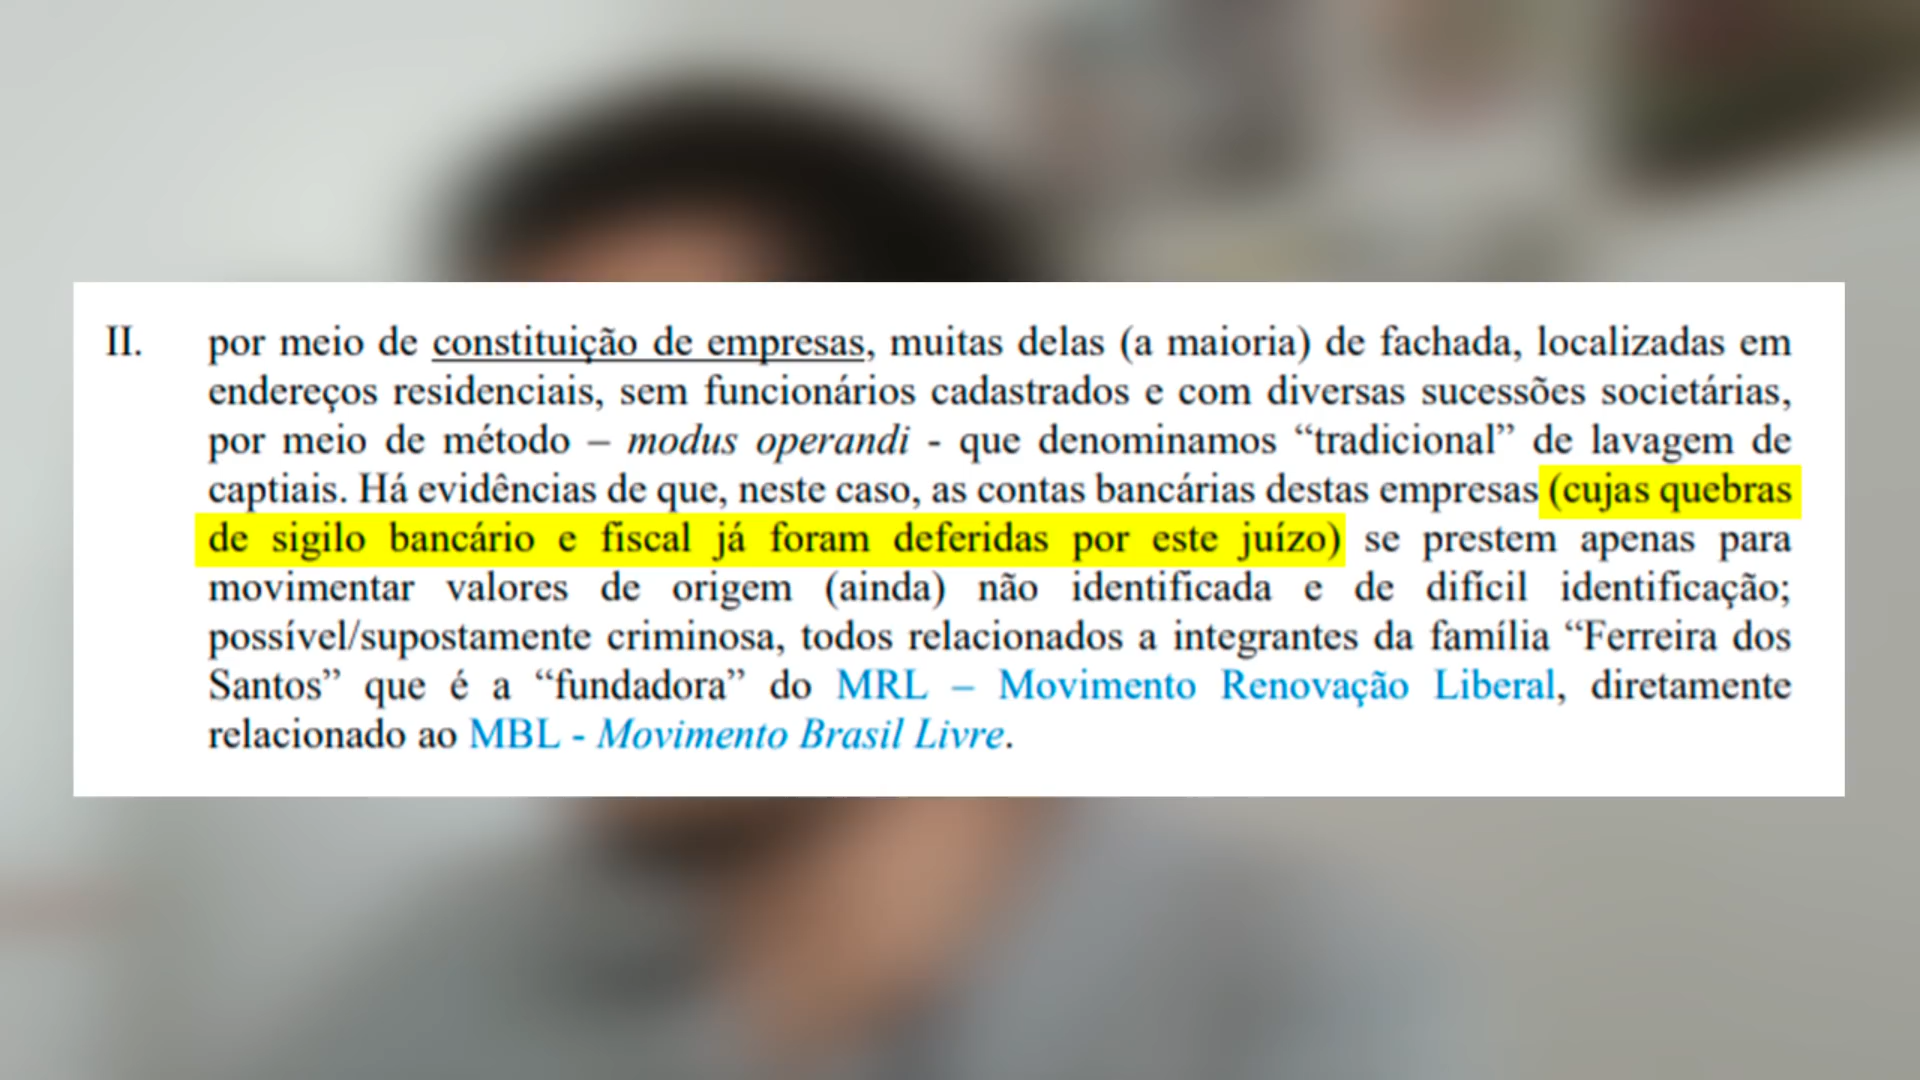 II. por meio de constituição de empresas, muitas delas (a maioria) de fachada, localizadas em
endereços residenciais, sem funcionários cadastrados e com diversas sucessões societárias,
por meio de método – modus operandi - que denominamos “tradicional” de lavagem de
captiais. Há evidências de que, neste caso, as contas bancárias destas empresas (cujas quebras
de sigilo bancário e fiscal já foram deferidas por este juízo) se prestem apenas para
movimentar valores de origem (ainda) não identificada e de difícil identificação;
possível/supostamente criminosa, todos relacionados a integrantes da família “Ferreira dos
Santos” que é a “fundadora” do MRL – Movimento Renovação Liberal, diretamente
relacionado ao MBL - Movimento Brasil Livre.